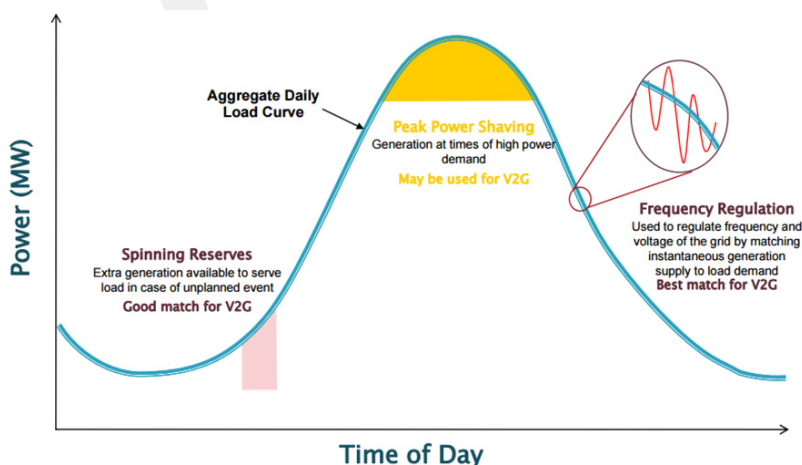 Power (MW)
Aggregate Daily
Load Curve
Peak Power Shaving
Generation at times of high power
demand
May be used for V2G
Spinning Reserves
Extra generation available to serve
load in case of unplanned event
Good match for V2G
Frequency Regulation
Used to regulate frequency and
voltage of the grid by matching
instantaneous generation
supply to load demand
Best match for V2G
Time of Day